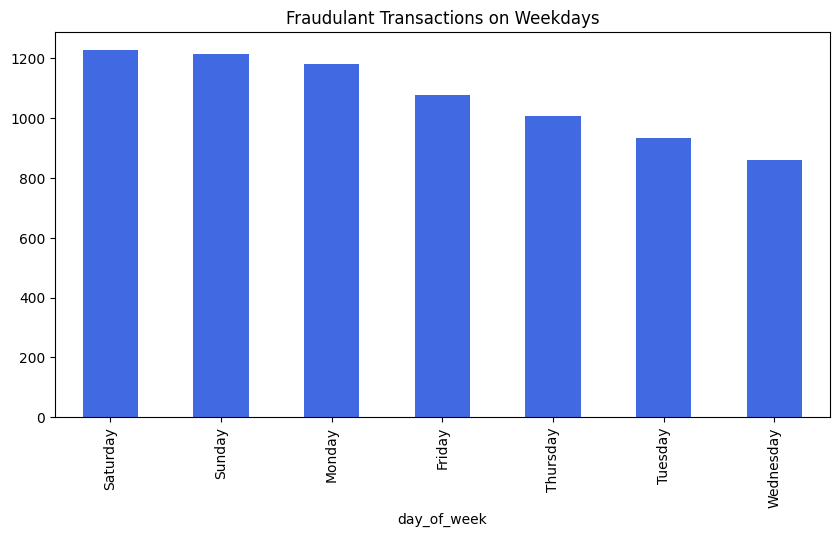 Fraudulant Transactions on Weekdays
1200
1000
800
600
400
200
0
Saturday
Sunday
Monday
Friday
Thursday
Tuesday
Wednesday
day_of_week